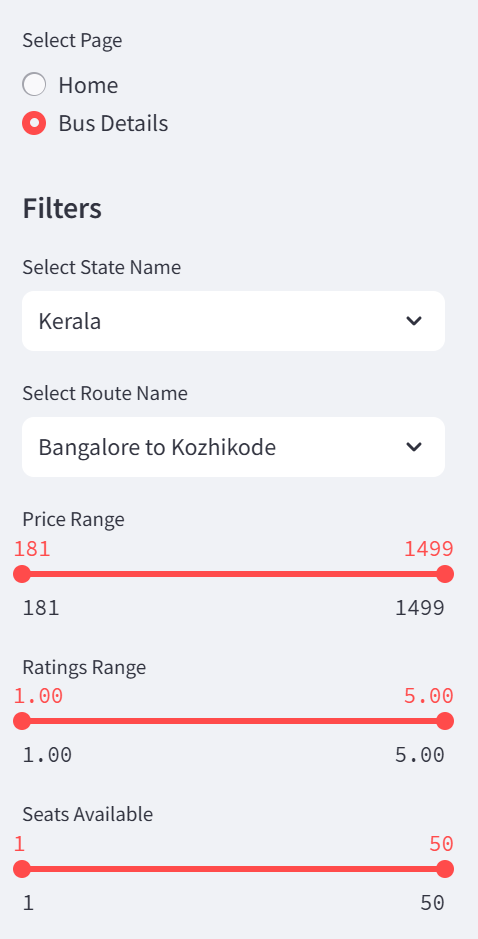 Select Page
Home
Bus Details
Filters
Select State Name
Kerala
Select Route Name
Bangalore to Kozhikode
Price Range
181 1499
181 1499
Ratings Range
1.00 5.00
1.00 5.00
Seats Available
1 50
1 50